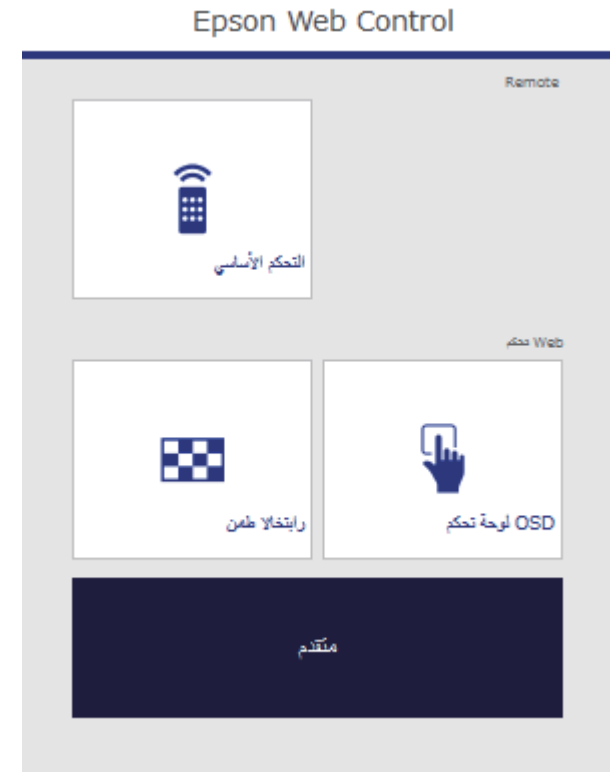 Epson Web Control
Remote
التحكم الأساسي
Web تحكم
OSD لوحة تحكم
رابتخالا طمن
متقدم